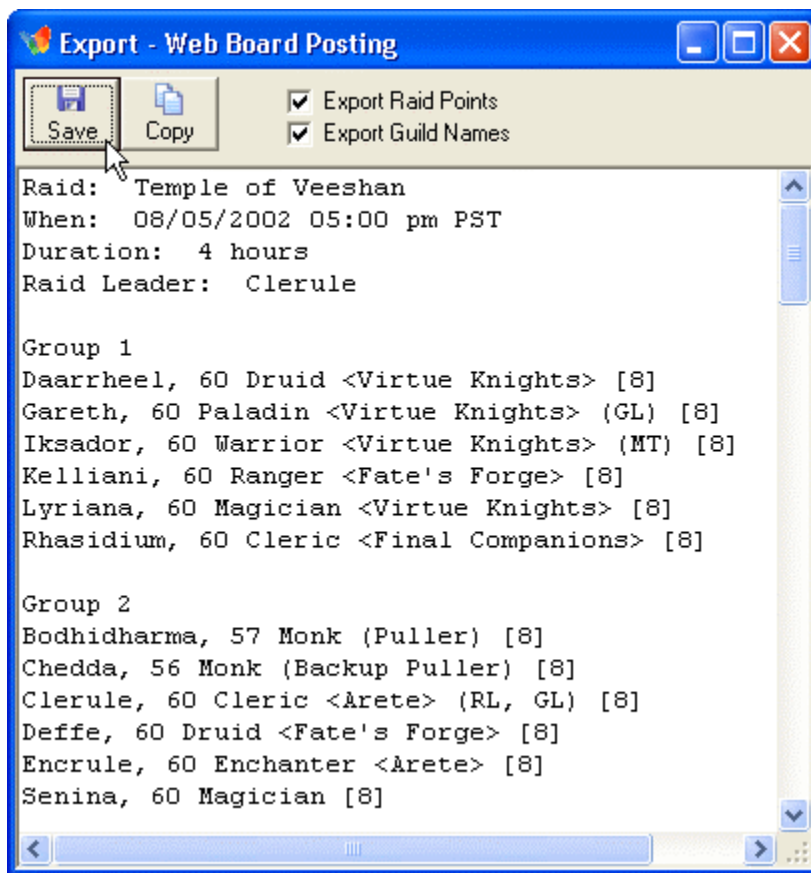 Export - Web Board Posting
Save
Copy
Export Raid Points
Export Guild Names
Raid:  Temple of Veeshan
When:  08/05/2002 05:00 pm PST
Duration:  4 hours
Raid Leader:  Clerule
Group 1
Daarrheel, 60 Druid <Virtue Knights> [8]
Gareth, 60 Paladin <Virtue Knights> (GL) [8]
Iksador, 60 Warrior <Virtue Knights> (MT) [8]
Kelliani, 60 Ranger <Fate's Forge> [8]
Lyriana, 60 Magician <Virtue Knights> [8]
Rhasidium, 60 Cleric <Final Companions> [8]
Group 2
Bodhidharma, 57 Monk (Puller) [8]
Chedda, 56 Monk (Backup Puller) [8]
Clerule, 60 Cleric <Arete> (RL, GL) [8]
Deffe, 60 Druid <Fate's Forge> [8]
Encrule, 60 Enchanter <Arete> [8]
Senina, 60 Magician [8]